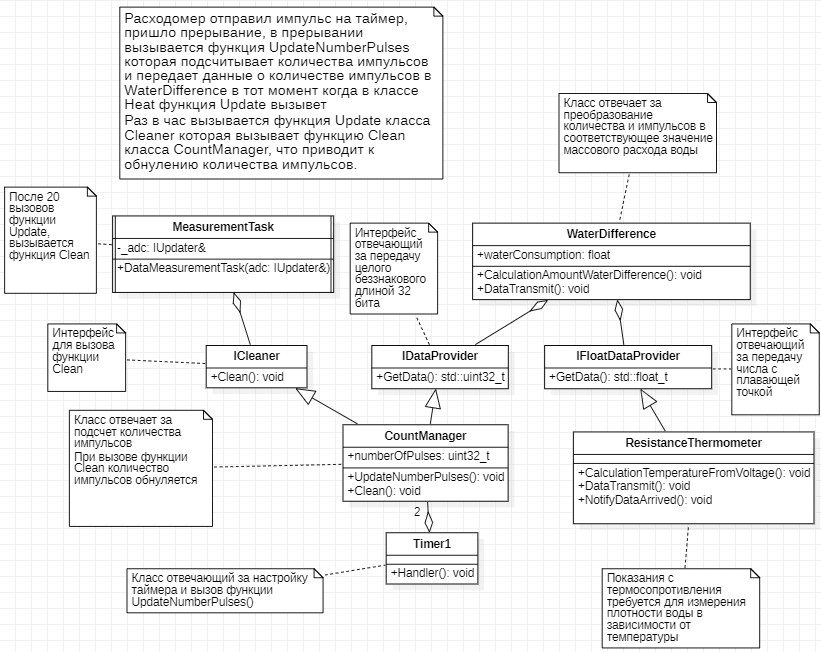 Расходомер отправил импульс на таймер,
пришло прерывание, в прерывании
вызывается функция UpdateNumberPulses
которая подсчитывает количества импульсов
и передает данные о количестве импульсов в
WaterDifference в тот момент когда в классе
Heat функция Update вызывет
Раз в час вызывается функция Update класса
Cleaner которая вызывает функцию Clean
класса CountManager, что приводит к
обнулению количества импульсов.
Класс отвечает за
преобразование
количества и импульсов в
соответствующее значение
массового расхода воды
После 20
вызовов
функции
Update,
вызывается
функция Clean
MeasurementTask
-_adc: IUpdater&
+DataMeasurementTask(adc: IUpdater&)
Интерфейс_
отвечающий
за передачу
целого
беззнакового
длиной 32
бита
WaterDifference
+waterConsumption: float
+CalculationAmountWaterDifference(): void
+DataTransmit(): void
Интерфейс
для вызова
функции
Clean
ICleaner
+Clean(): void
IDataProvider
+GetData(): std::uint32_t
IFloatDataProvider
+GetData(): std::float_t
Интерфейс
отвечающий
за передачу
числа с
плавающей
точкой
Класс отвечает за
подсчет количества
импульсов
При вызове функции
Clean количество
импульсов обнуляется
CountManager
+numberOfPulses: uint32_t
+UpdateNumberPulses(): void
+Clean(): void
ResistanceThermometer
+CalculationTemperatureFromVoltage(): void
+DataTransmit(): void
+NotifyDataArrived(): void
2
Timer1
+Handler(): void
Класс отвечающий за настройку
таймера и вызов функции
UpdateNumberPulses()
Показания с
термосопротивления
требуется для измерения
плотности воды в
зависимости от
температуры